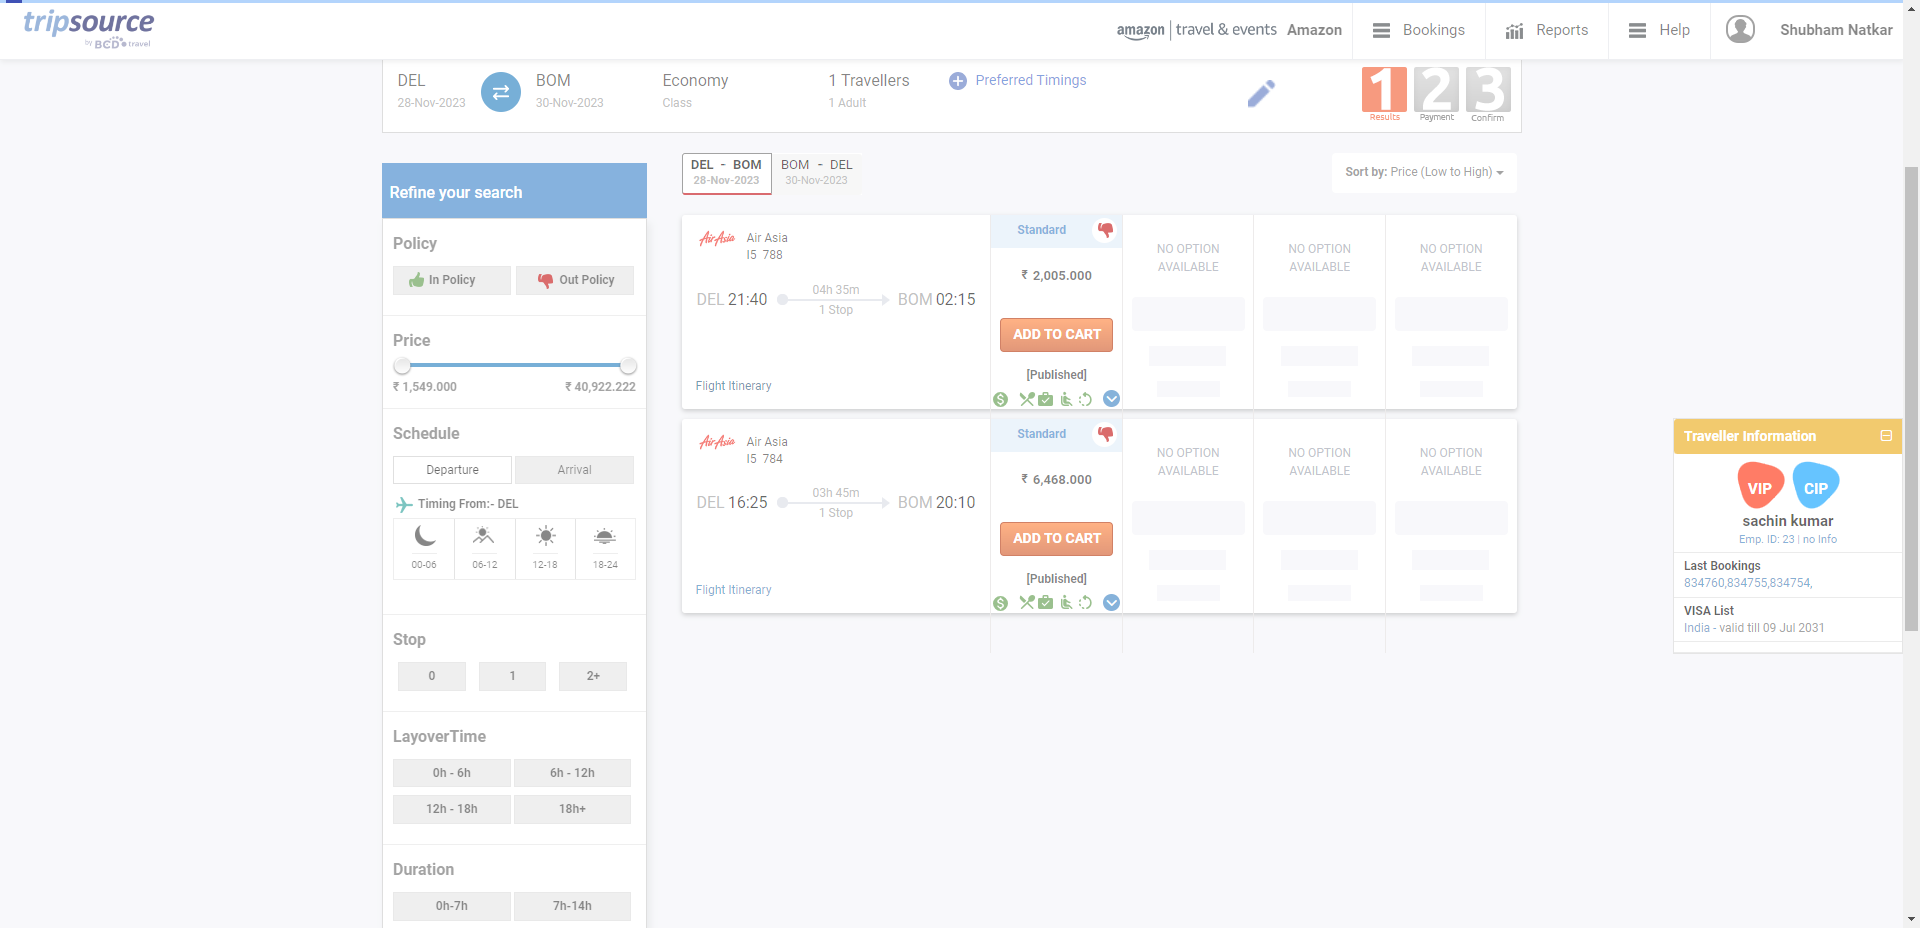 tripsource
by BCD travel
amazon | travel & events Amazon
Bookings
Reports
Help
Shubham Natkar
DEL
28-Nov-2023
BOM
30-Nov-2023
Economy
Class
1 Travellers
1 Adult
Preferred Timings
1
Results
2
Payment
3
Confirm
Refine your search
Policy
In Policy
Out Policy
Price
₹ 1,549.000
₹ 40,922.222
Schedule
Departure
Arrival
Timing From:- DEL
00-06
06-12
12-18
18-24
Stop
0
1
2+
LayoverTime
0h - 6h
6h - 12h
12h - 18h
18h+
Duration
0h-7h
7h-14h
DEL - BOM
28-Nov-2023
BOM - DEL
30-Nov-2023
Sort by: Price (Low to High)
AirAsia
Air Asia
I5 788
DEL 21:40
04h 35m
1 Stop
BOM 02:15
Flight Itinerary
Standard
₹ 2,005.000
ADD TO CART
[Published]
NO OPTION
AVAILABLE
NO OPTION
AVAILABLE
NO OPTION
AVAILABLE
AirAsia
Air Asia
I5 784
DEL 16:25
03h 45m
1 Stop
BOM 20:10
Flight Itinerary
Standard
₹ 6,468.000
ADD TO CART
[Published]
NO OPTION
AVAILABLE
NO OPTION
AVAILABLE
NO OPTION
AVAILABLE
Traveller Information
VIP
CIP
sachin kumar
Emp. ID: 23 | no info
Last Bookings
834760,834755,834754,
VISA List
India - valid till 09 Jul 2031